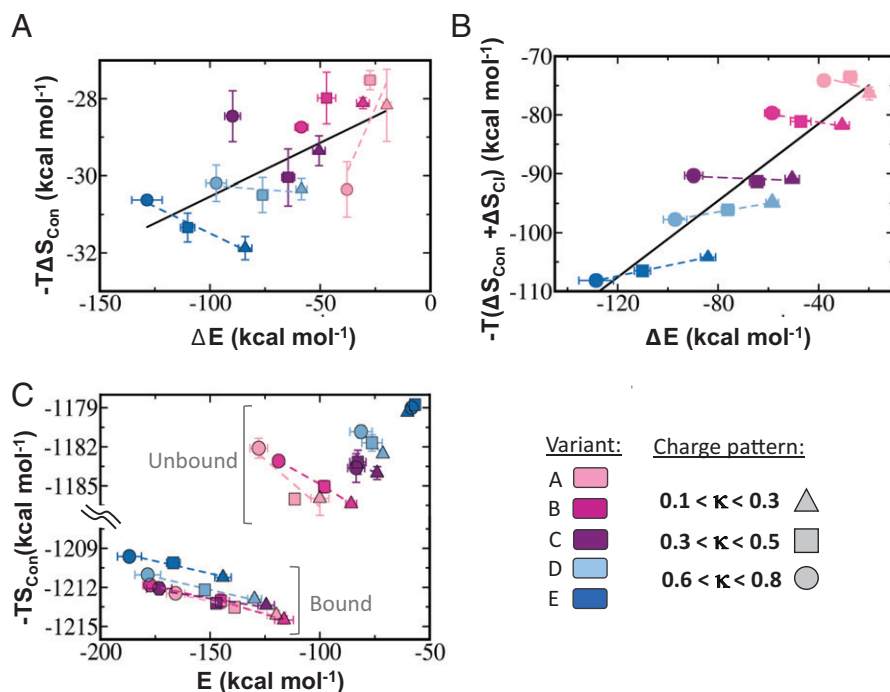 A
-TΔS_Con (kcal mol⁻¹)
-28
-30
-32
-150
-100
-50
0
ΔE (kcal mol⁻¹)
B
-T(ΔS_Con +ΔS_CI) (kcal mol⁻¹)
-70
-80
-90
-100
-110
-120
-80
-40
ΔE (kcal mol⁻¹)
C
-TS_Con(kcal mol⁻¹)
-1179
-1182
-1185
-1209
-1212
-1215
Unbound
Bound
-200
-150
-100
-50
E (kcal mol⁻¹)
Variant:
A
B
C
D
E
Charge pattern:
0.1 < κ < 0.3
0.3 < κ < 0.5
0.6 < κ < 0.8